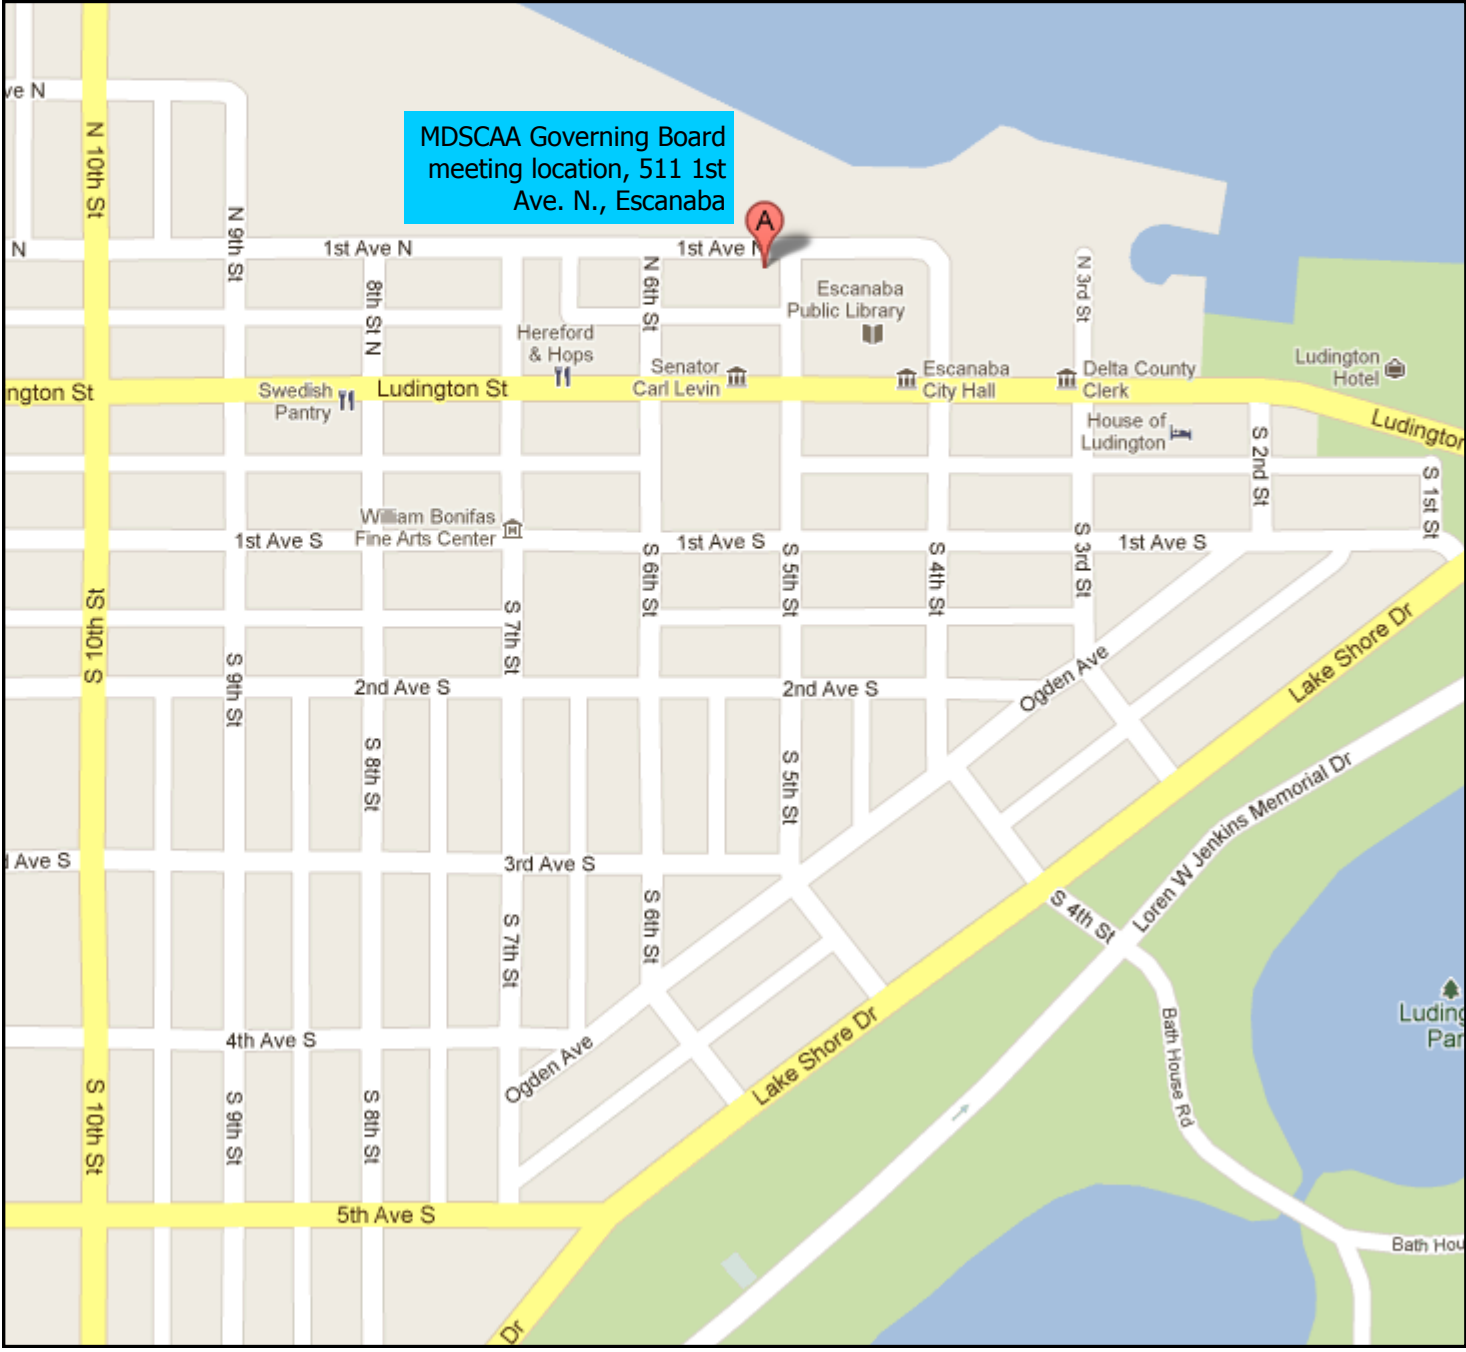 ve N
N 10th St
MDSCAA Governing Board
meeting location, 511 1st
Ave. N., Escanaba
A
N 9th St
N
1st Ave N
1st Ave N
8th St N
N 6th St
N 3rd St
Escanaba
Public Library
Hereford
& Hops
Senator
Carl Levin
Escanaba
City Hall
Delta County
Clerk
Ludington
Hotel
ngton St
Swedish
Pantry
Ludington St
Ludington
House of
Ludington
S 2nd St
S 1st St
William Bonifas
Fine Arts Center
1st Ave S
1st Ave S
1st Ave S
S 6th St
S 5th St
S 4th St
S 3rd St
S 10th St
S 7th St
S 9th St
2nd Ave S
2nd Ave S
Ogden Ave
Lake Shore Dr
S 8th St
S 5th St
Loren W Jenkins Memorial Dr
d Ave S
3rd Ave S
S 6th St
S 7th St
S 4th St
4th Ave S
Ogden Ave
Lake Shore Dr
Bath House Rd
Luding
Par
S 10th St
S 9th St
S 8th St
5th Ave S
Bath Hou
Dr